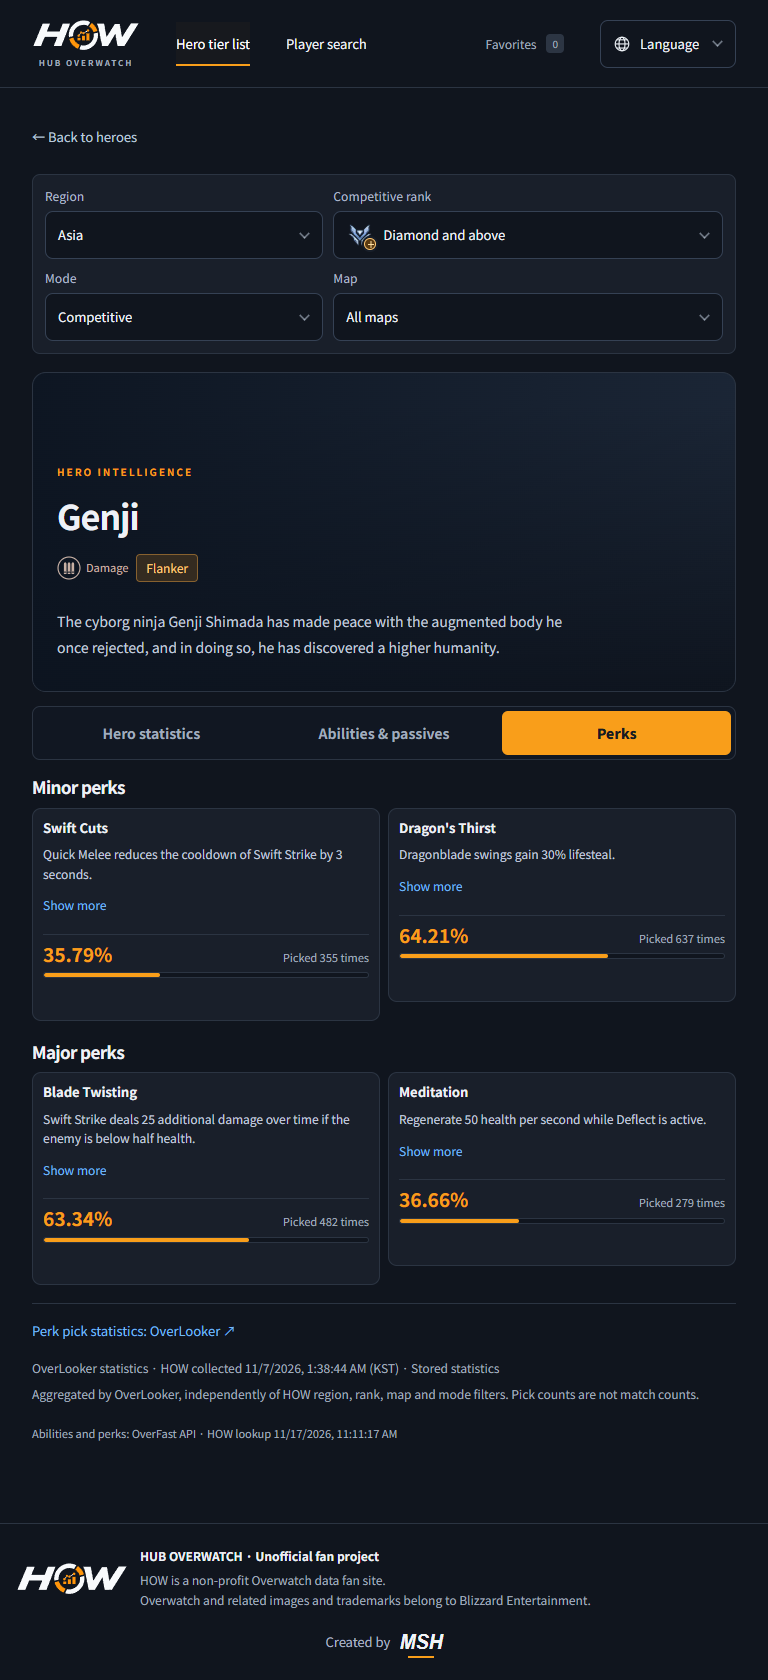 HOW
HUB OVERWATCH
Hero tier list
Player search
Favorites 0
Language
← Back to heroes
Region
Competitive rank
Asia
Diamond and above
Mode
Map
Competitive
All maps
HERO INTELLIGENCE
Genji
Damage
Flanker
The cyborg ninja Genji Shimada has made peace with the augmented body he
once rejected, and in doing so, he has discovered a higher humanity.
Hero statistics
Abilities & passives
Perks
Minor perks
Swift Cuts
Quick Melee reduces the cooldown of Swift Strike by 3
seconds.
Show more
35.79%
Picked 355 times
Dragon's Thirst
Dragonblade swings gain 30% lifesteal.
Show more
64.21%
Picked 637 times
Major perks
Blade Twisting
Swift Strike deals 25 additional damage over time if the
enemy is below half health.
Show more
63.34%
Picked 482 times
Meditation
Regenerate 50 health per second while Deflect is active.
Show more
36.66%
Picked 279 times
Perk pick statistics: OverLooker ↗
OverLooker statistics · HOW collected 11/7/2026, 1:38:44 AM (KST) · Stored statistics
Aggregated by OverLooker, independently of HOW region, rank, map and mode filters. Pick counts are not match counts.
Abilities and perks: OverFast API · HOW lookup 11/17/2026, 11:11:17 AM
HOW
HUB OVERWATCH · Unofficial fan project
HOW is a non-profit Overwatch data fan site.
Overwatch and related images and trademarks belong to Blizzard Entertainment.
Created by MSH